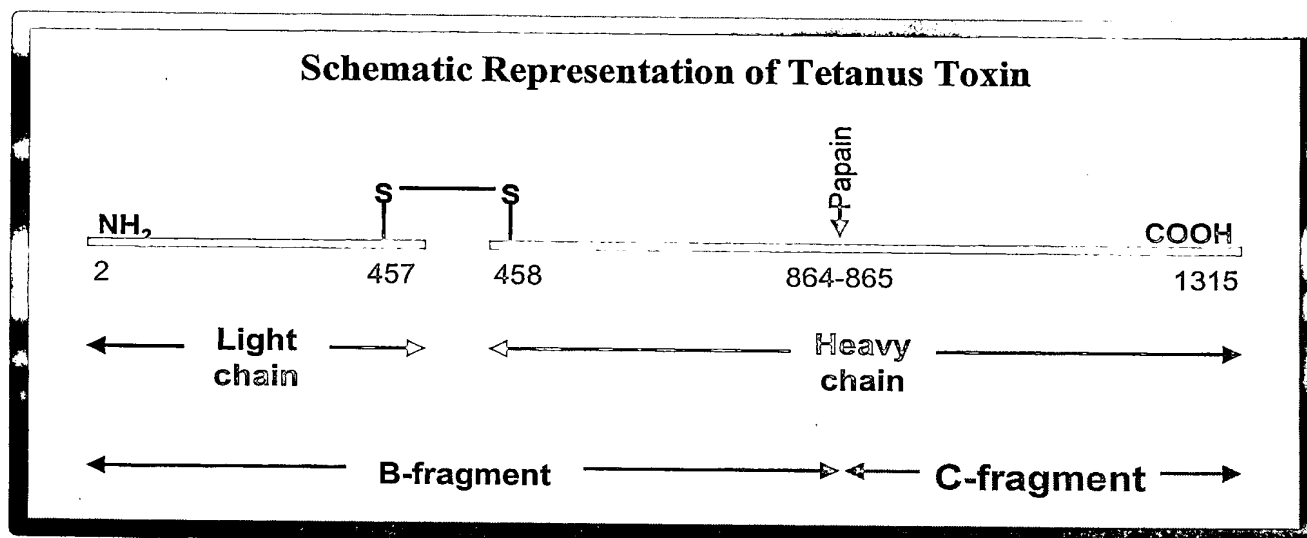 Schematic Representation of Tetanus Toxin
Papain
S S
NH2 COOH
2 457 458 864-865 1315
Light chain
Heavy chain
B-fragment C-fragment